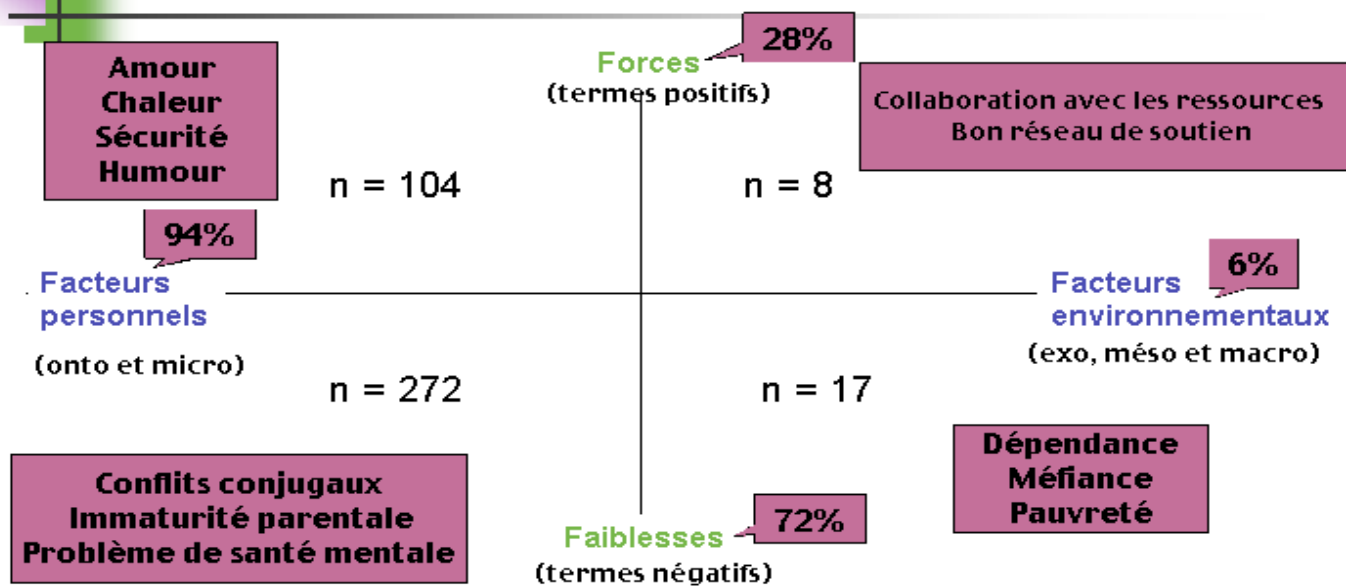 28%
Amour
Chaleur
Sécurité
Humour
Forces
(termes positifs)
Collaboration avec les ressources
Bon réseau de soutien
n = 104
n = 8
94%
6%
Facteurs
personnels
(onto et micro)
Facteurs
environnementaux
(exo, méso et macro)
n = 272
n = 17
Conflits conjugaux
Immaturité parentale
Problème de santé mentale
Dépendance
Méfiance
Pauvreté
72%
Faiblesses
(termes négatifs)